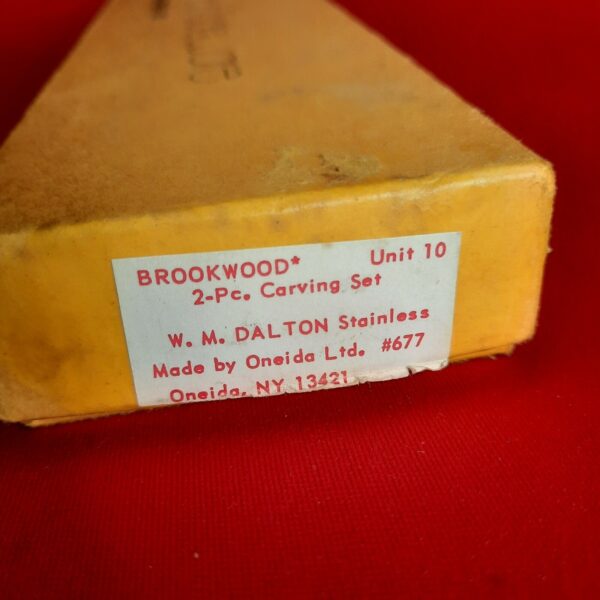 BROOKWOOD* Unit 10
2-Pc. Carving Set
W. M. DALTON Stainless
Made by Oneida Ltd. #677
Oneida, NY 13421